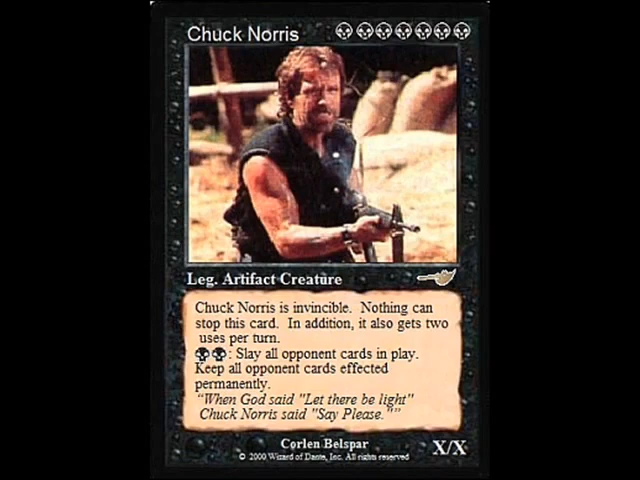 Chuck Norris
Leg. Artifact Creature
Chuck Norris is invincible. Nothing can
stop this card. In addition, it also gets two
uses per turn.
: Slay all opponent cards in play.
Keep all opponent cards effected
permanently.
“When God said "Let there be light"
Chuck Norris said "Say Please."”
Corlen Belspar
© 2000 Wizard of Dante, Inc. All rights reserved
X/X